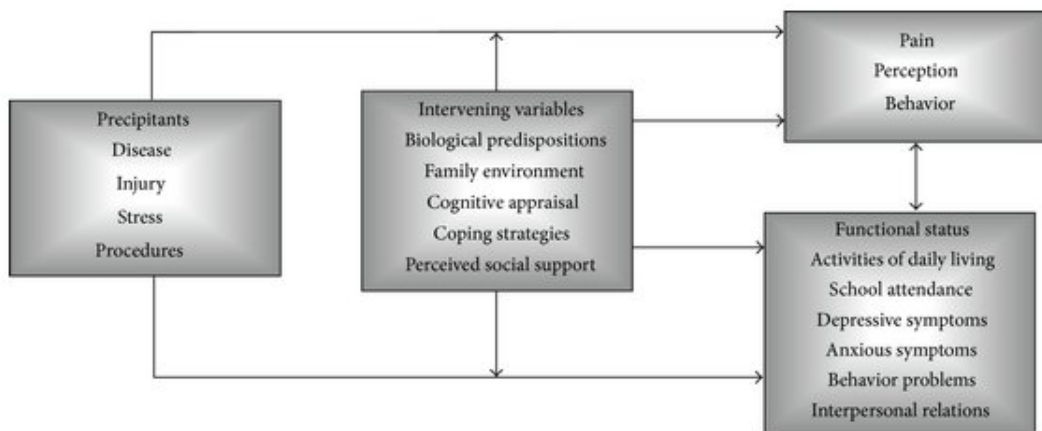 Precipitants
Disease
Injury
Stress
Procedures
Intervening variables
Biological predispositions
Family environment
Cognitive appraisal
Coping strategies
Perceived social support
Pain
Perception
Behavior
Functional status
Activities of daily living
School attendance
Depressive symptoms
Anxious symptoms
Behavior problems
Interpersonal relations